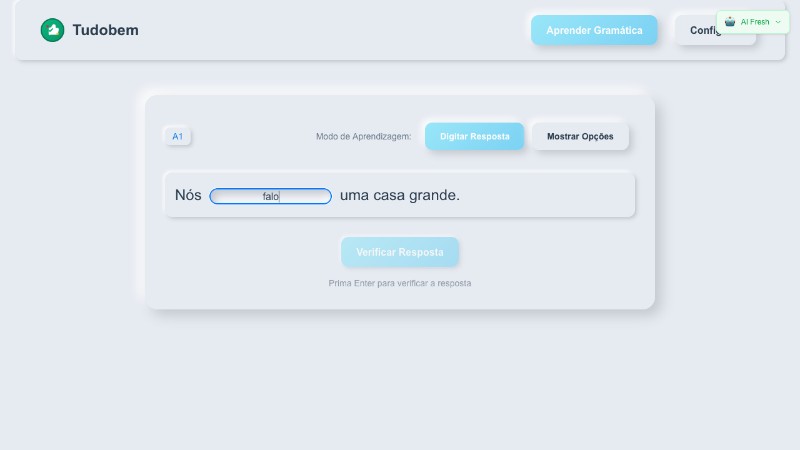 Tudobem
Aprender Gramática
AI Fresh
A1
Modo de Aprendizagem:
Digitar Resposta
Mostrar Opções
Nós falo uma casa grande.
Verificar Resposta
Prima Enter para verificar a resposta